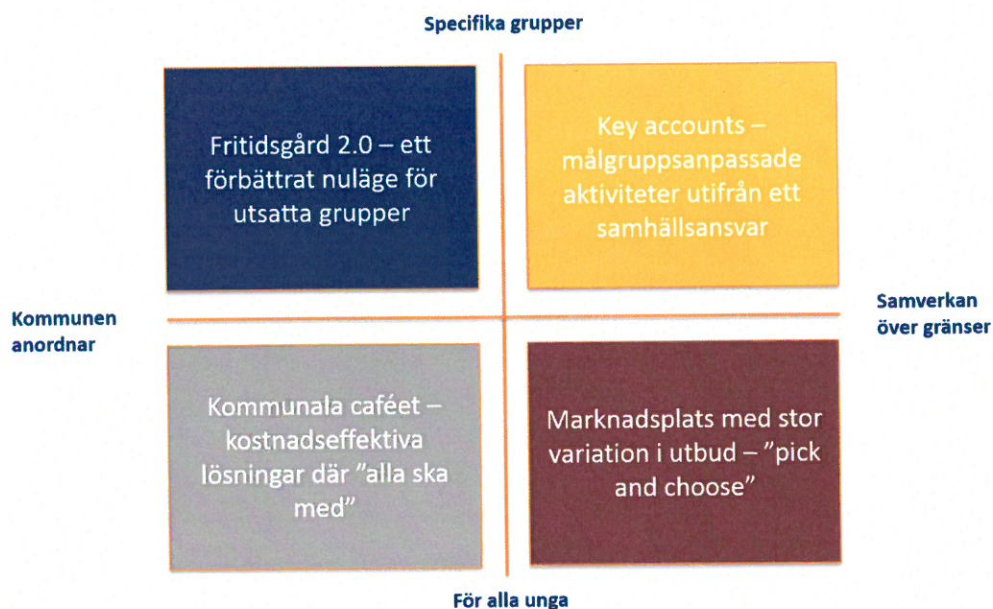 Specifika grupper
Fritidsgård 2.0 – ett
förbättrat nuläge för
utsatta grupper
Key accounts –
målgruppsanpassade
aktiviteter utifrån ett
samhällsansvar
Kommunen
anordnar
Samverkan
över gränser
Kommunala caféet –
kostnadseffektiva
lösningar där ”alla ska
med”
Marknadsplats med stor
variation i utbud – ”pick
and choose”
För alla unga